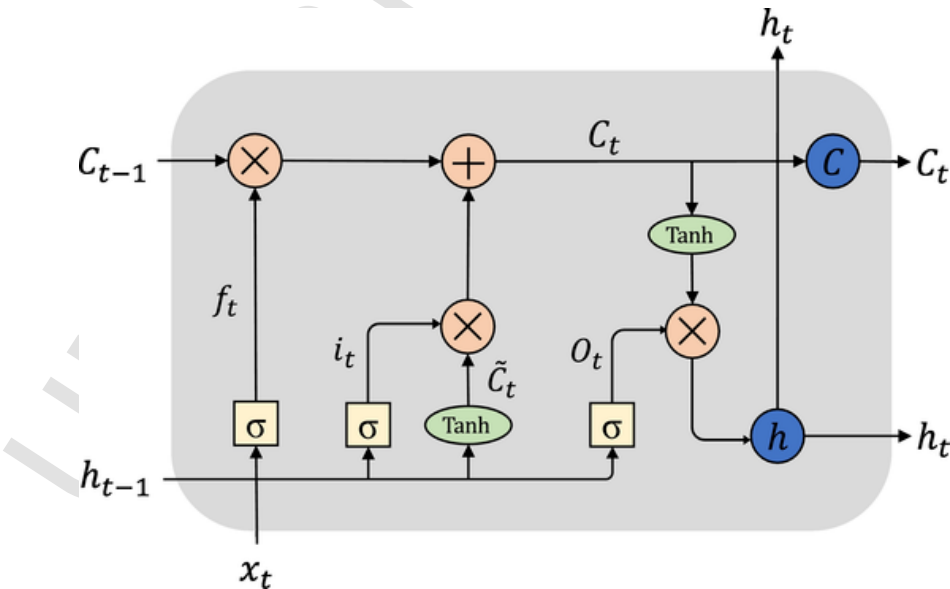 h_t
C_{t-1} × + C_t C C_t
Tanh
f_t i_t × O_t ×
C̃_t
σ σ Tanh σ h h_t
h_{t-1}
x_t